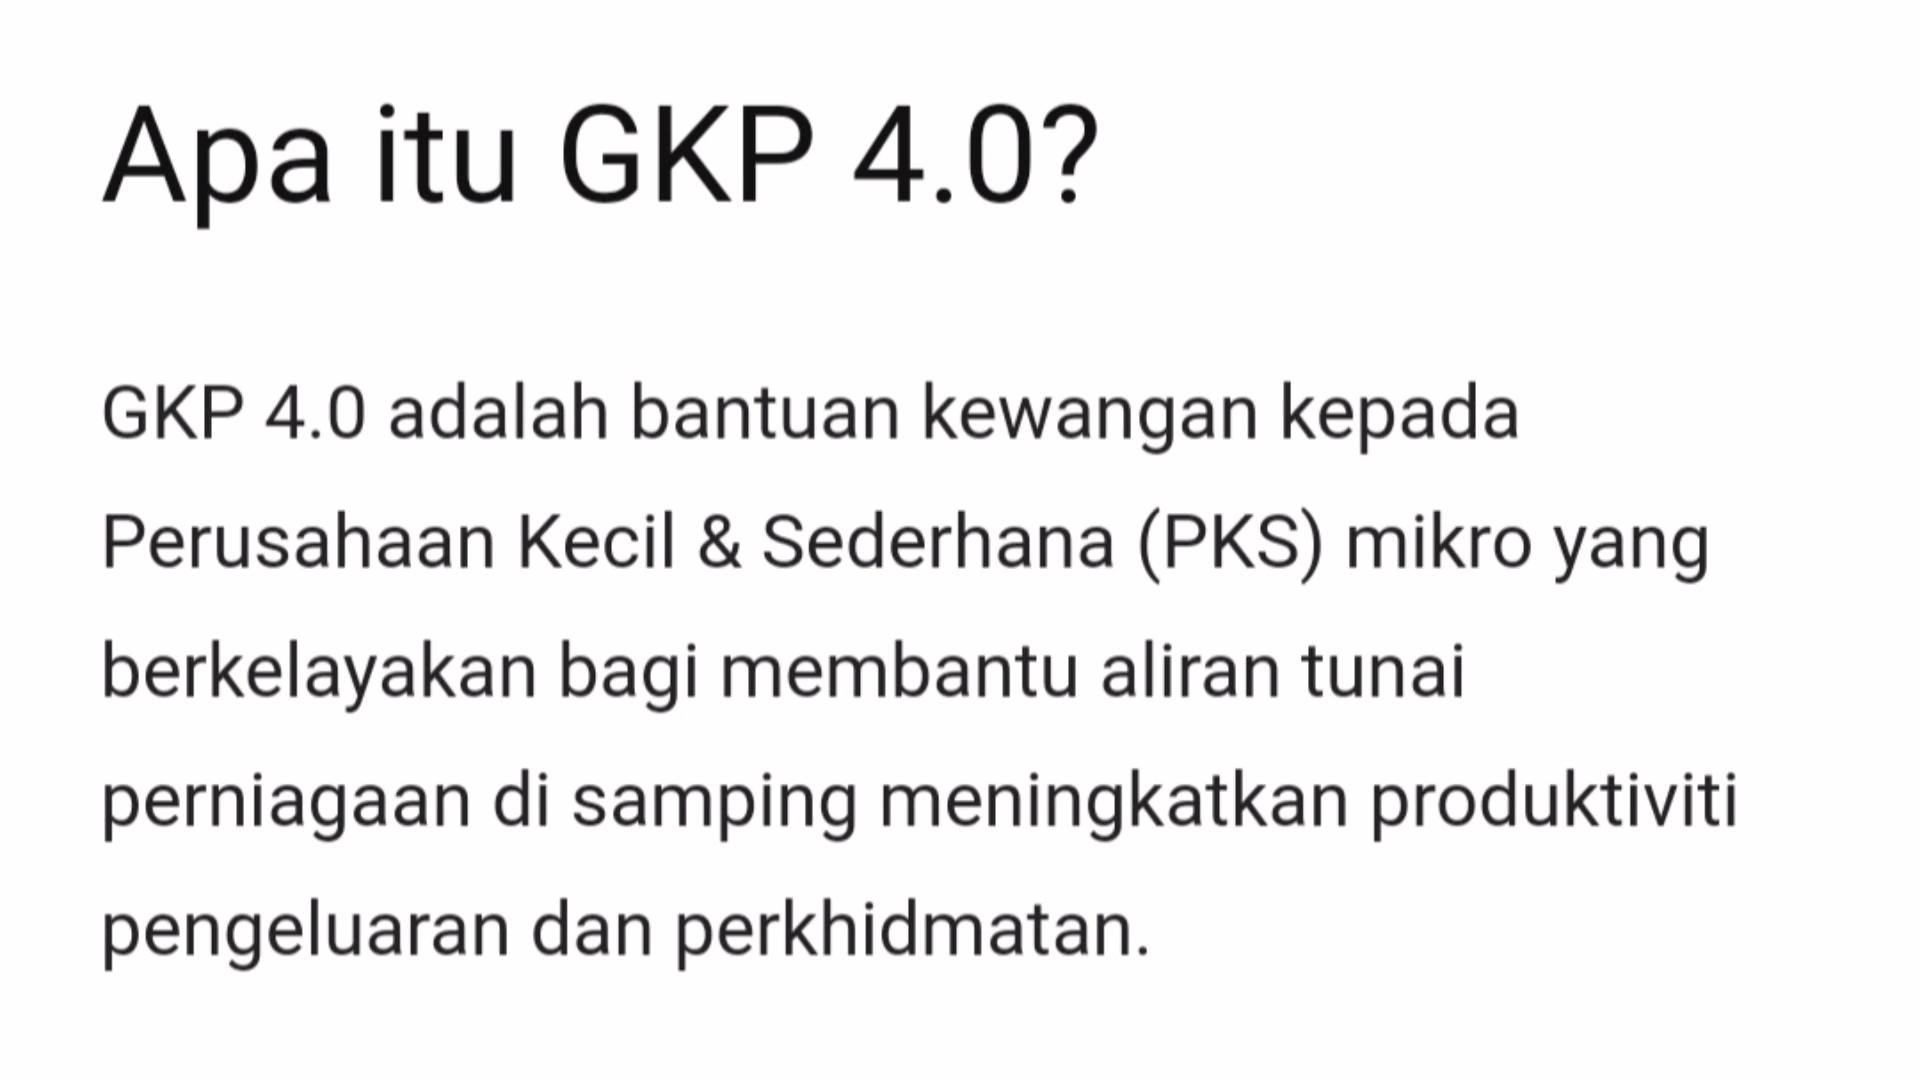 Apa itu GKP 4.0?
GKP 4.0 adalah bantuan kewangan kepada
Perusahaan Kecil & Sederhana (PKS) mikro yang
berkelayakan bagi membantu aliran tunai
perniagaan di samping meningkatkan produktiviti
pengeluaran dan perkhidmatan.